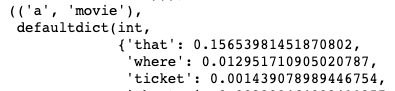 (('a', 'movie'),
defaultdict(int,
{'that': 0.15653981451870802,
'where': 0.012951710905020787,
'ticket': 0.001439078989446754,